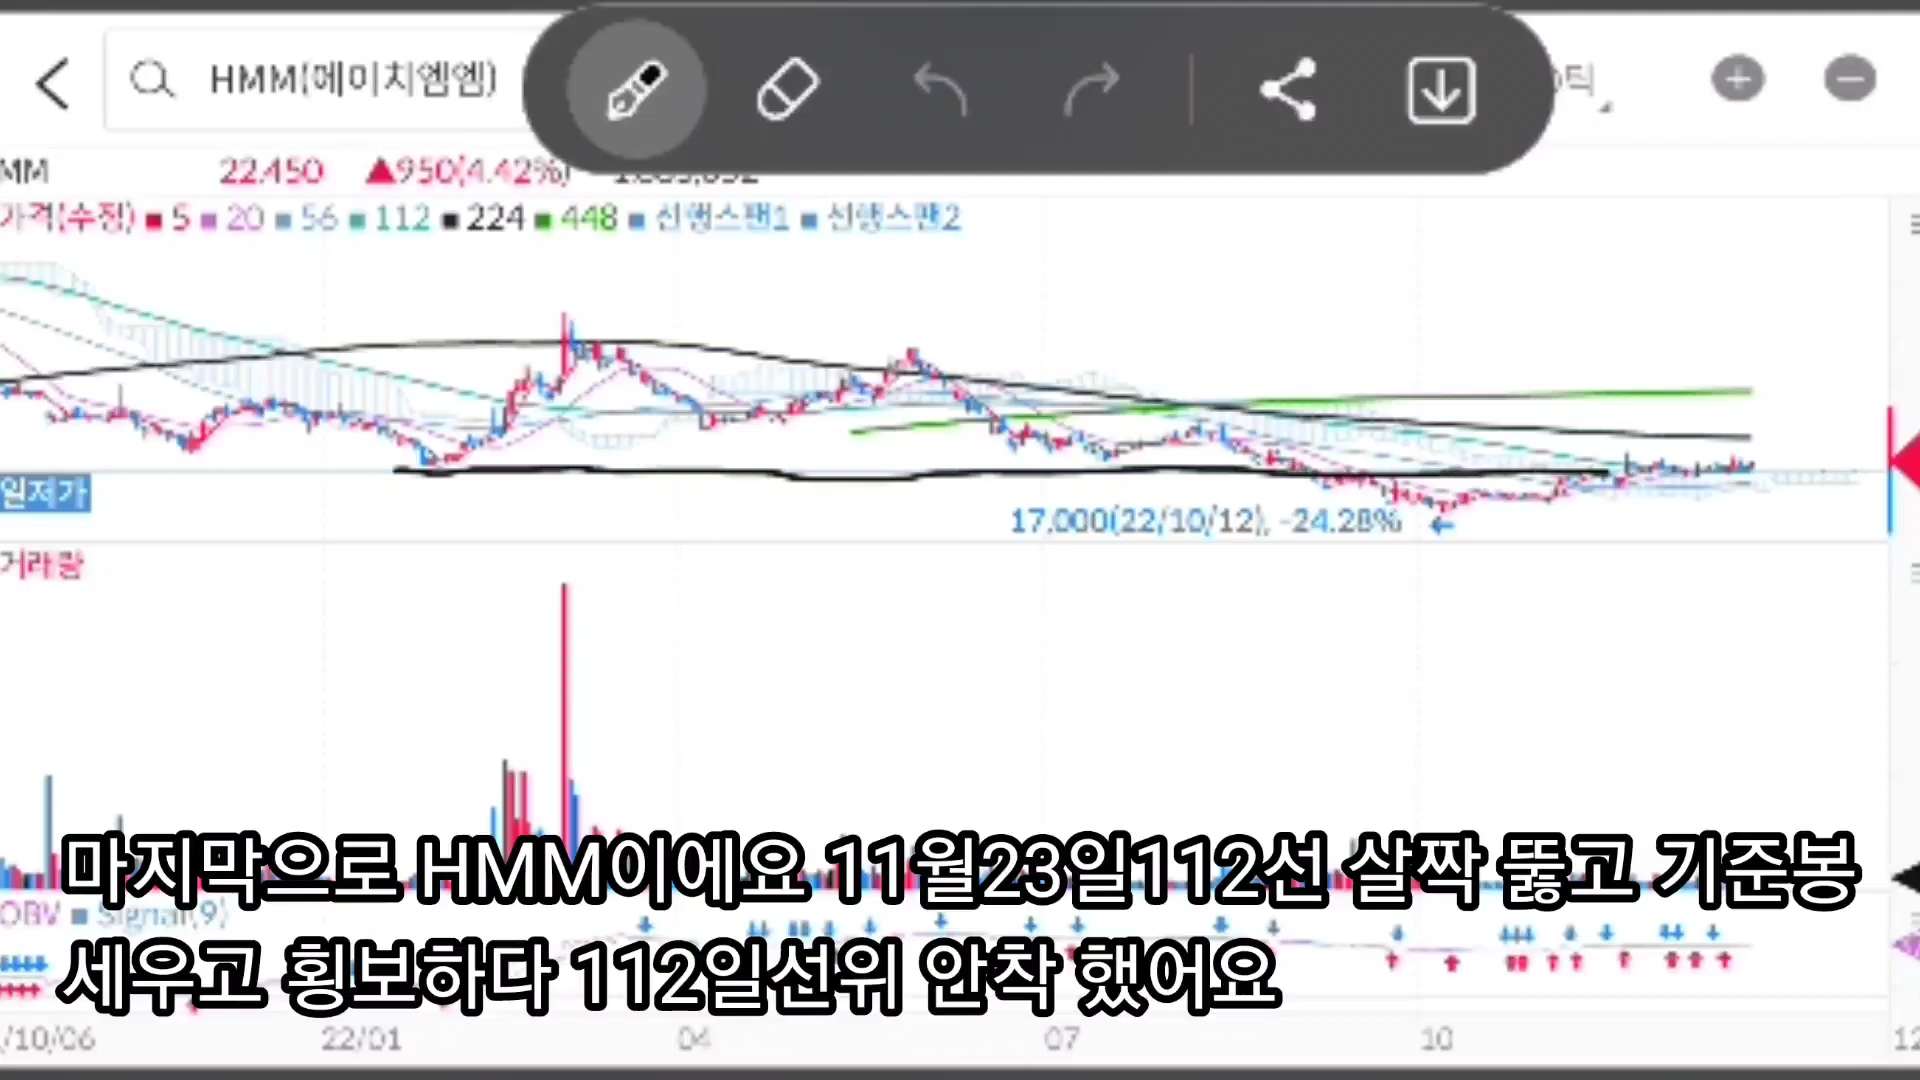 HMM(에이치엠엠)
틱
MM 22,450 ▲950(4.42%)
가격(수정) 5 20 56 112 224 448 선행스팬1 선행스팬2
일저가
17,000(22/10/12), -24.28%
거래량
마지막으로 HMM이에요 11월23일112선 살짝 뚫고 기준봉
OBV Signal(9)
세우고 횡보하다 112일선위 안착 했어요
/10/06 22/01 04 07 10 12